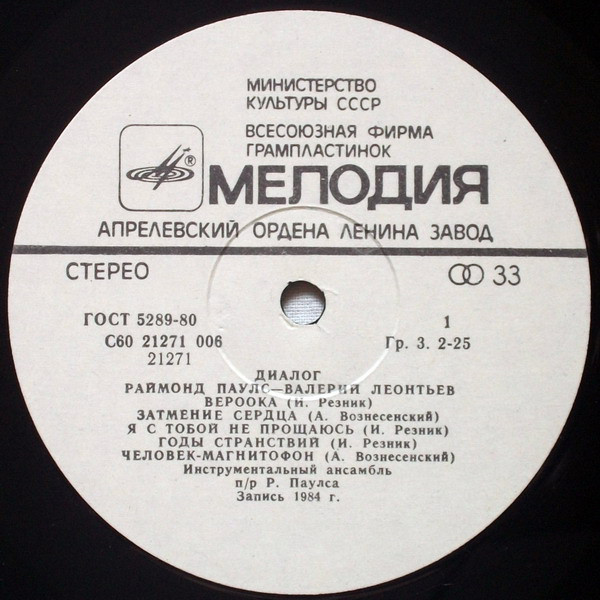 МИНИСТЕРСТВО
КУЛЬТУРЫ СССР
ВСЕСОЮЗНАЯ ФИРМА
ГРАМПЛАСТИНОК
®
МЕЛОДИЯ
АПРЕЛЕВСКИЙ ОРДЕНА ЛЕНИНА ЗАВОД
СТЕРЕО 33
ГОСТ 5289-80 1
С60 21271 006 Гр. 3. 2-25
21271
ДИАЛОГ
РАЙМОНД ПАУЛС—ВАЛЕРИЙ ЛЕОНТЬЕВ
ВЕРООКА (И. Резник)
ЗАТМЕНИЕ СЕРДЦА (А. Вознесенский)
Я С ТОБОЙ НЕ ПРОЩАЮСЬ (И. Резник)
ГОДЫ СТРАНСТВИЙ (И. Резник)
ЧЕЛОВЕК-МАГНИТОФОН (А. Вознесенский)
Инструментальный ансамбль
п/р Р. Паулса
Запись 1984 г.